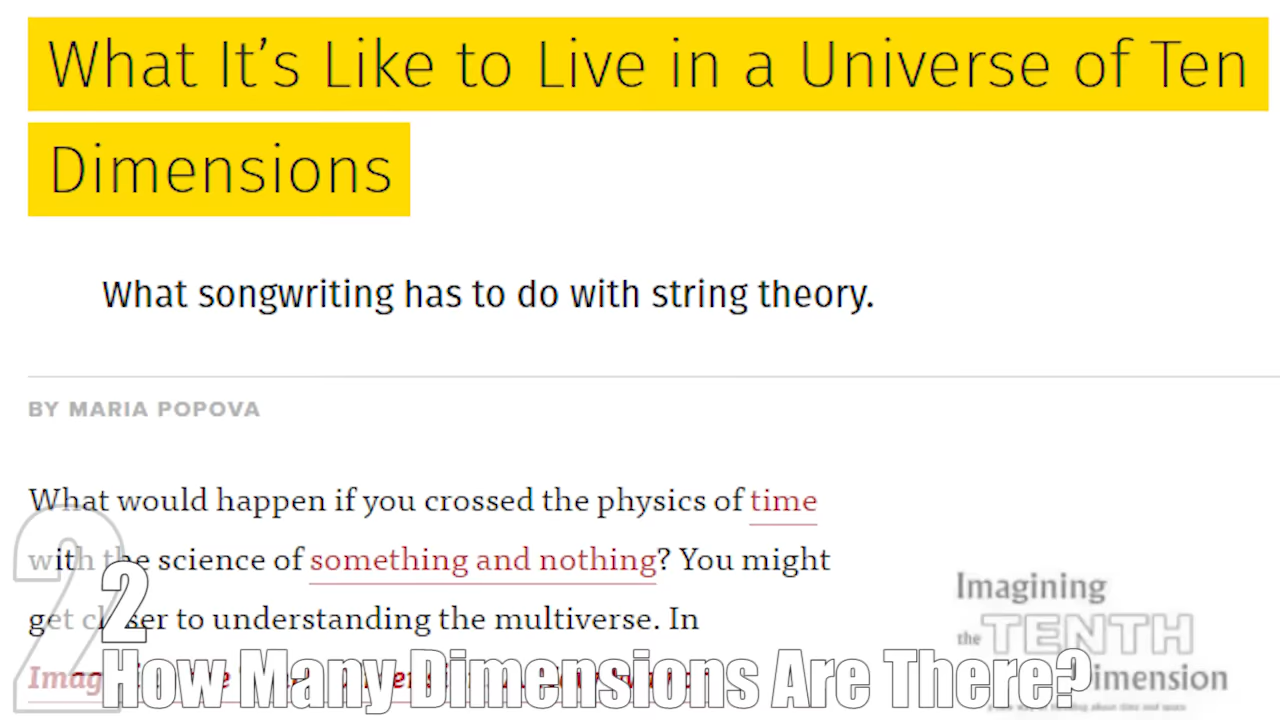 What It’s Like to Live in a Universe of Ten
Dimensions
What songwriting has to do with string theory.
BY MARIA POPOVA
What would happen if you crossed the physics of time
with the science of something and nothing? You might
get closer to understanding the multiverse. In
2
2
How Many Dimensions Are There?
Imagining
the TENTH
Dimension